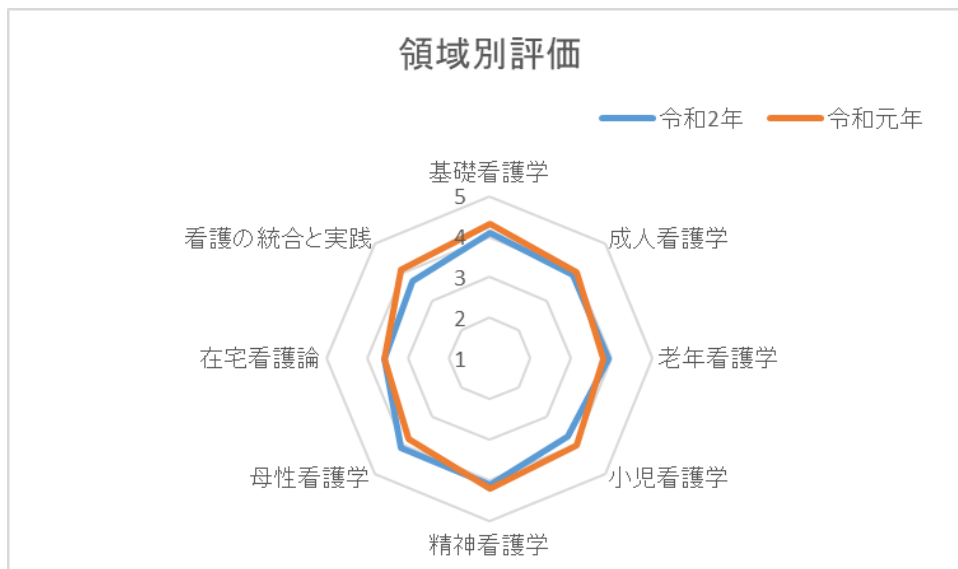 領域別評価
令和2年 令和元年
基礎看護学
5
看護の統合と実践 4 成人看護学
3
2
在宅看護論 1 老年看護学
母性看護学 小児看護学
精神看護学